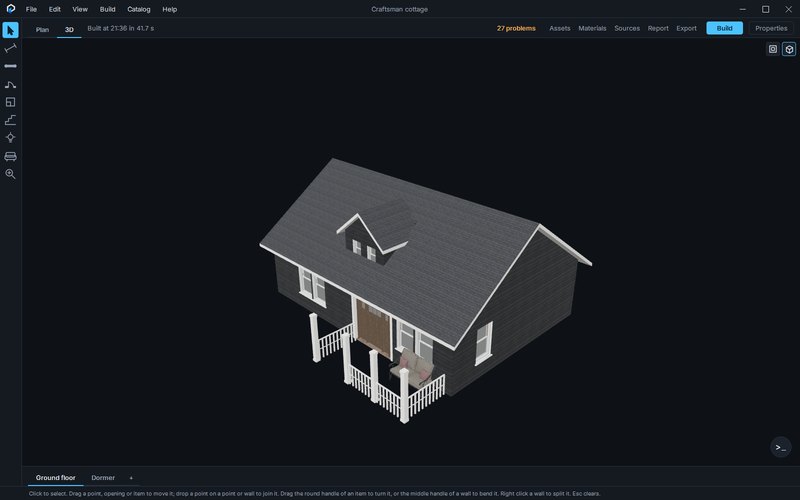 File Edit View Build Catalog Help
Craftsman cottage
Plan 3D Built at 21:36 in 41.7 s
27 problems Assets Materials Sources Report Export Build Properties
>_
Ground floor Dormer +
Click to select. Drag a point, opening or item to move it; drop a point on a point or wall to join it. Drag the round handle of an item to turn it, or the middle handle of a wall to bend it. Right click a wall to split it. Esc clears.